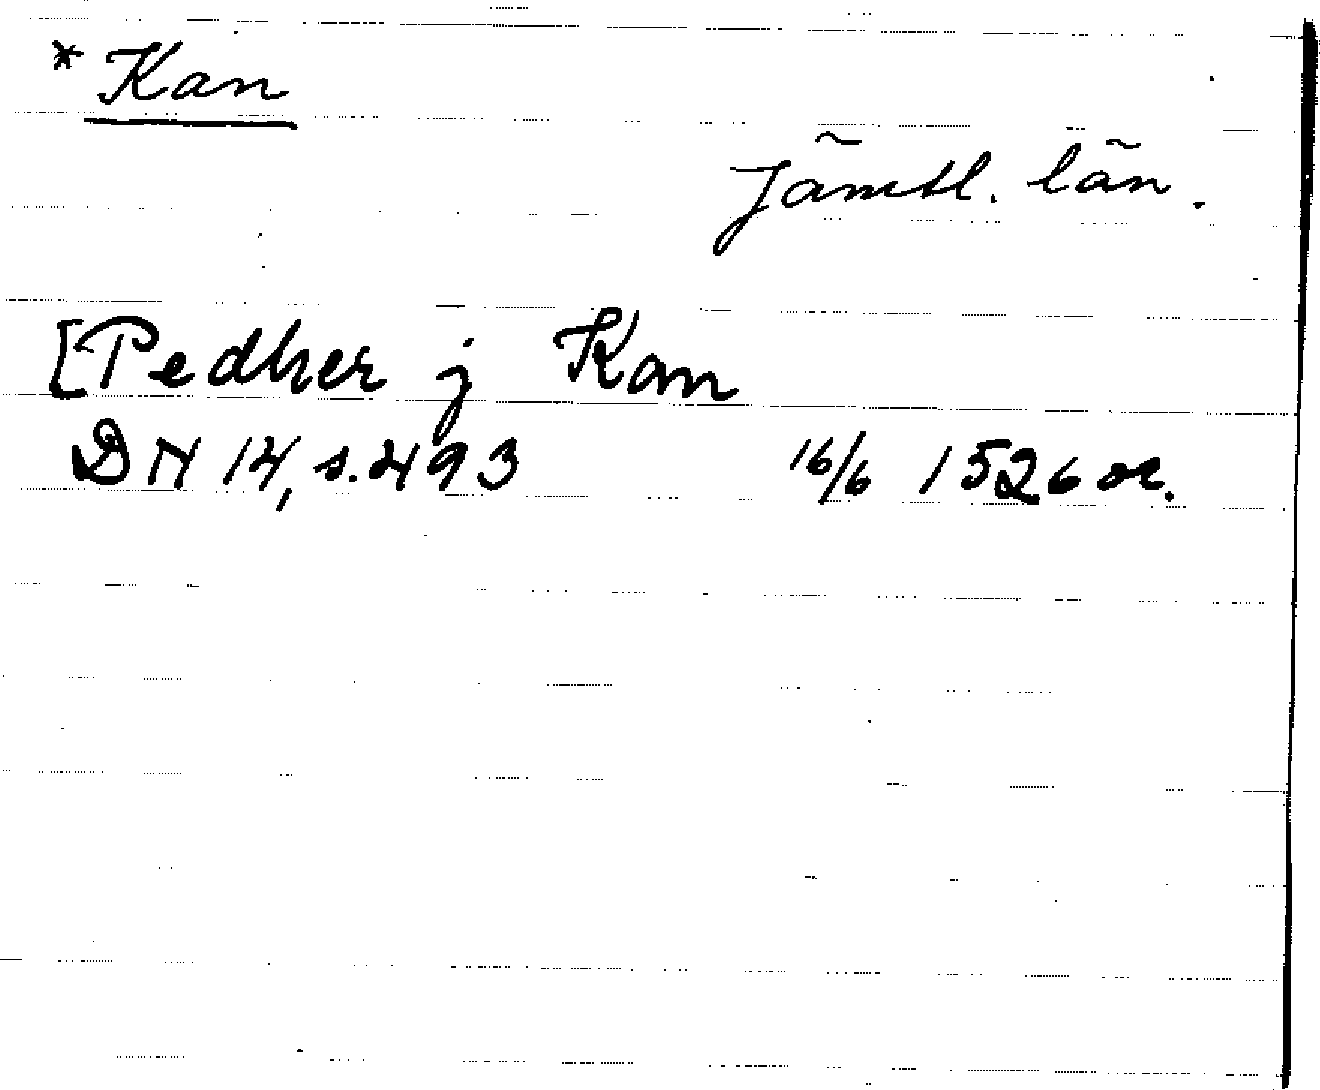 * Kan
Jämtl. län.
[Pedher j Kan
DN 14, s. 493 16/6 1526 or.